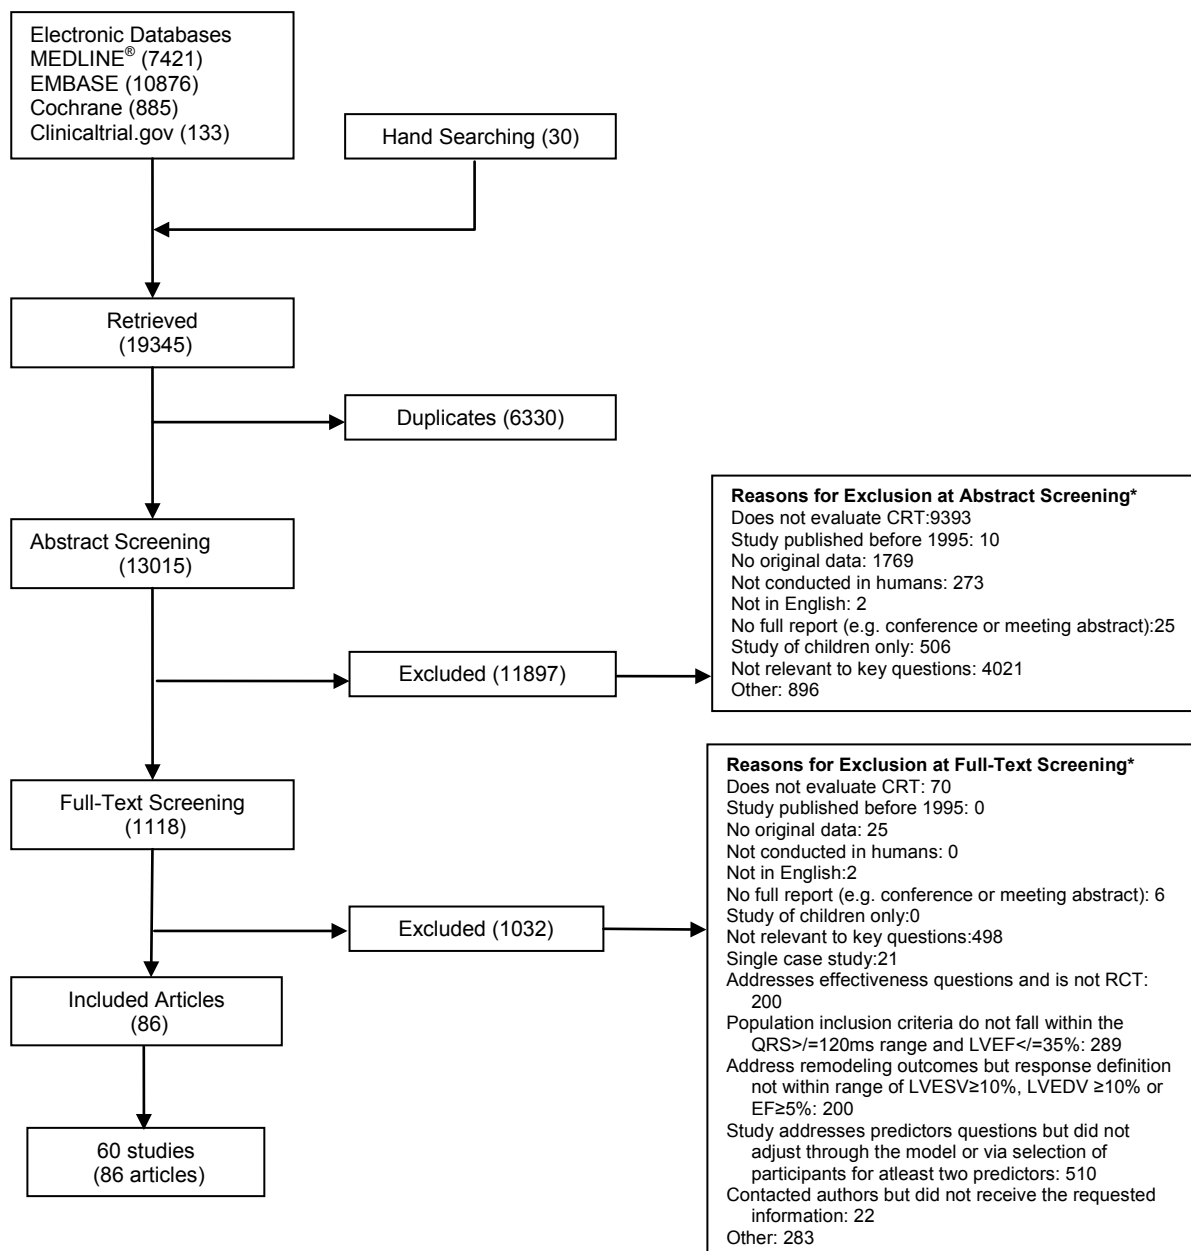 Electronic Databases
MEDLINE® (7421)
EMBASE (10876)
Cochrane (885)
Clinicaltrial.gov (133)
Hand Searching (30)
Retrieved
(19345)
Duplicates (6330)
Abstract Screening
(13015)
Excluded (11897)
Reasons for Exclusion at Abstract Screening*
Does not evaluate CRT:9393
Study published before 1995: 10
No original data: 1769
Not conducted in humans: 273
Not in English: 2
No full report (e.g. conference or meeting abstract):25
Study of children only: 506
Not relevant to key questions: 4021
Other: 896
Full-Text Screening
(1118)
Excluded (1032)
Reasons for Exclusion at Full-Text Screening*
Does not evaluate CRT: 70
Study published before 1995: 0
No original data: 25
Not conducted in humans: 0
Not in English:2
No full report (e.g. conference or meeting abstract): 6
Study of children only:0
Not relevant to key questions:498
Single case study:21
Addresses effectiveness questions and is not RCT:
200
Population inclusion criteria do not fall within the
QRS>/=120ms range and LVEF</=35%: 289
Address remodeling outcomes but response definition
not within range of LVESV≥10%, LVEDV ≥10% or
EF≥5%: 200
Study addresses predictors questions but did not
adjust through the model or via selection of
participants for atleast two predictors: 510
Contacted authors but did not receive the requested
information: 22
Other: 283
Included Articles
(86)
60 studies
(86 articles)